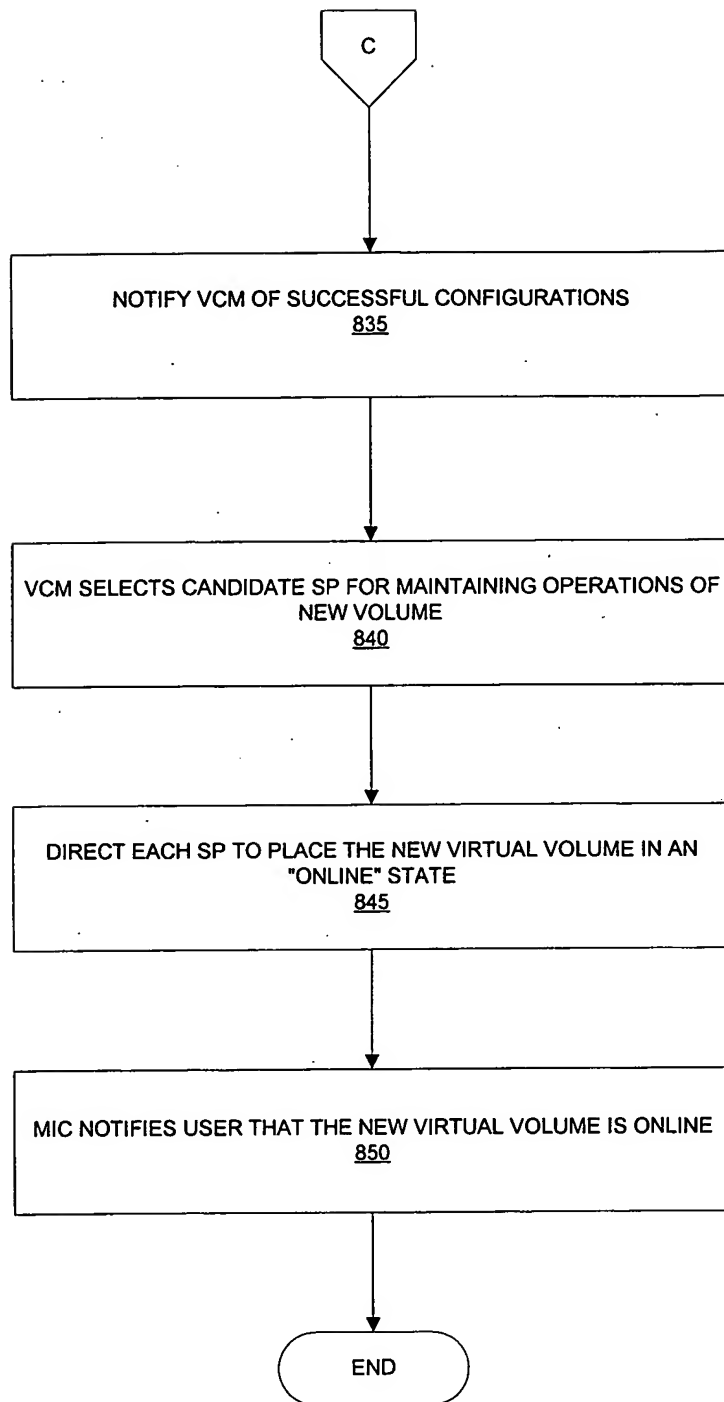 C
NOTIFY VCM OF SUCCESSFUL CONFIGURATIONS
835
VCM SELECTS CANDIDATE SP FOR MAINTAINING OPERATIONS OF
NEW VOLUME
840
DIRECT EACH SP TO PLACE THE NEW VIRTUAL VOLUME IN AN
"ONLINE" STATE
845
MIC NOTIFIES USER THAT THE NEW VIRTUAL VOLUME IS ONLINE
850
END